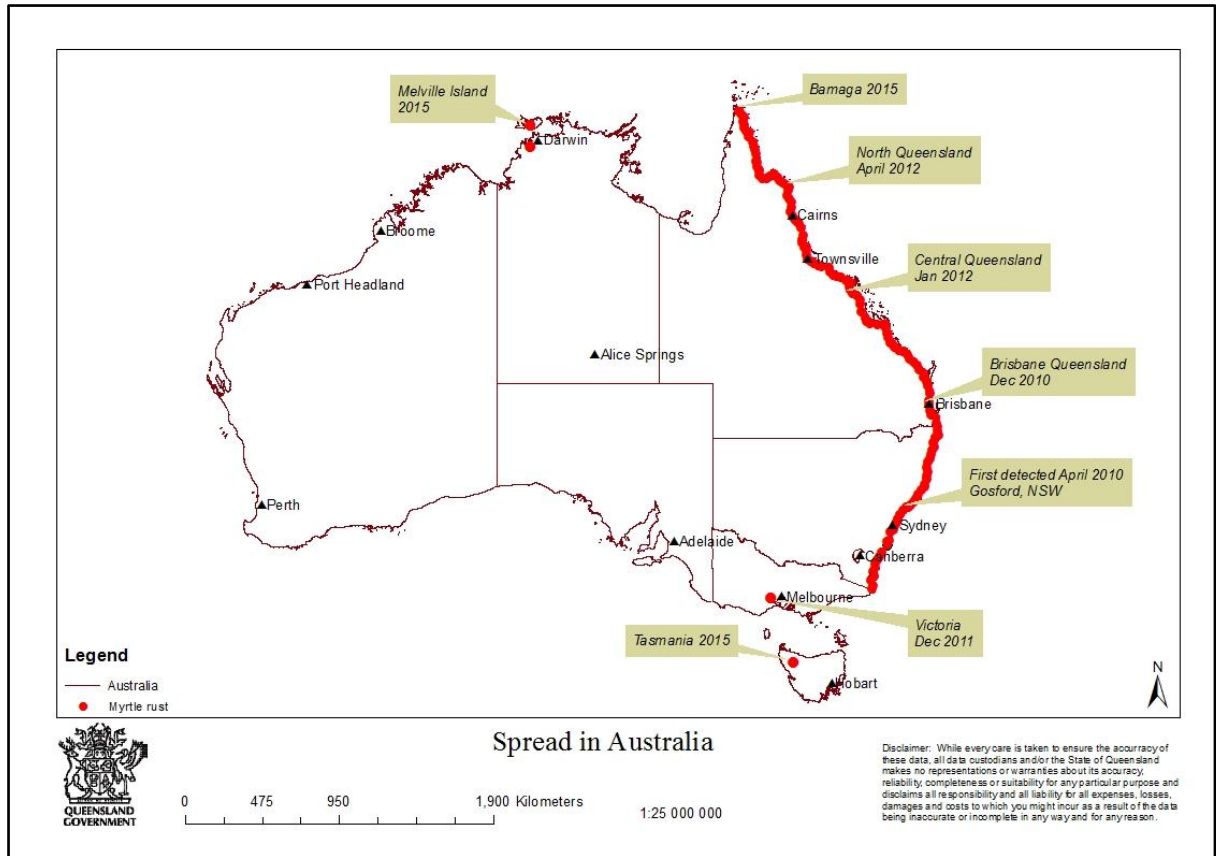 Melville Island
2015
Bamaga 2015
Darwin
North Queensland
April 2012
Cairns
Broome
Townsville
Central Queensland
Jan 2012
Port Headland
Alice Springs
Brisbane Queensland
Dec 2010
Brisbane
First detected April 2010
Gosford, NSW
Perth
Sydney
Adelaide
Canberra
Melbourne
Victoria
Dec 2011
Tasmania 2015
Hobart
Legend
Australia
Myrtle rust
N
Spread in Australia
QUEENSLAND
GOVERNMENT
0 475 950 1,900 Kilometers
1:25 000 000
Disclaimer: While every care is taken to ensure the accurracy of
these data, all data custodians and/or the State of Queensland
makes no representations or warranties about its accuracy,
reliability, completeness or suitability for any particular purpose and
disclaims all responsibility and all liability for all expenses, losses,
damages and costs to which you might incur as a result of the data
being inaccurate or incomplete in any way and for any reason.